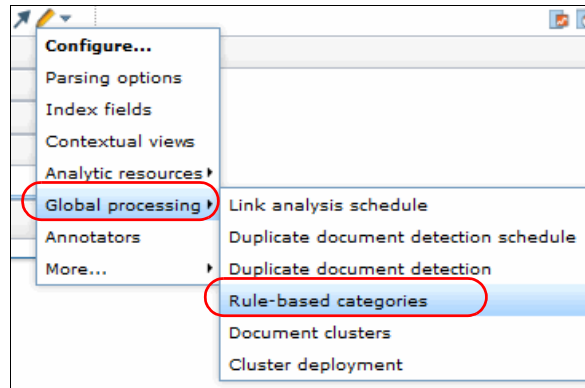 Configure...
Parsing options
Index fields
Contextual views
Analytic resources
Global processing
Annotators
More...
Link analysis schedule
Duplicate document detection schedule
Duplicate document detection
Rule-based categories
Document clusters
Cluster deployment